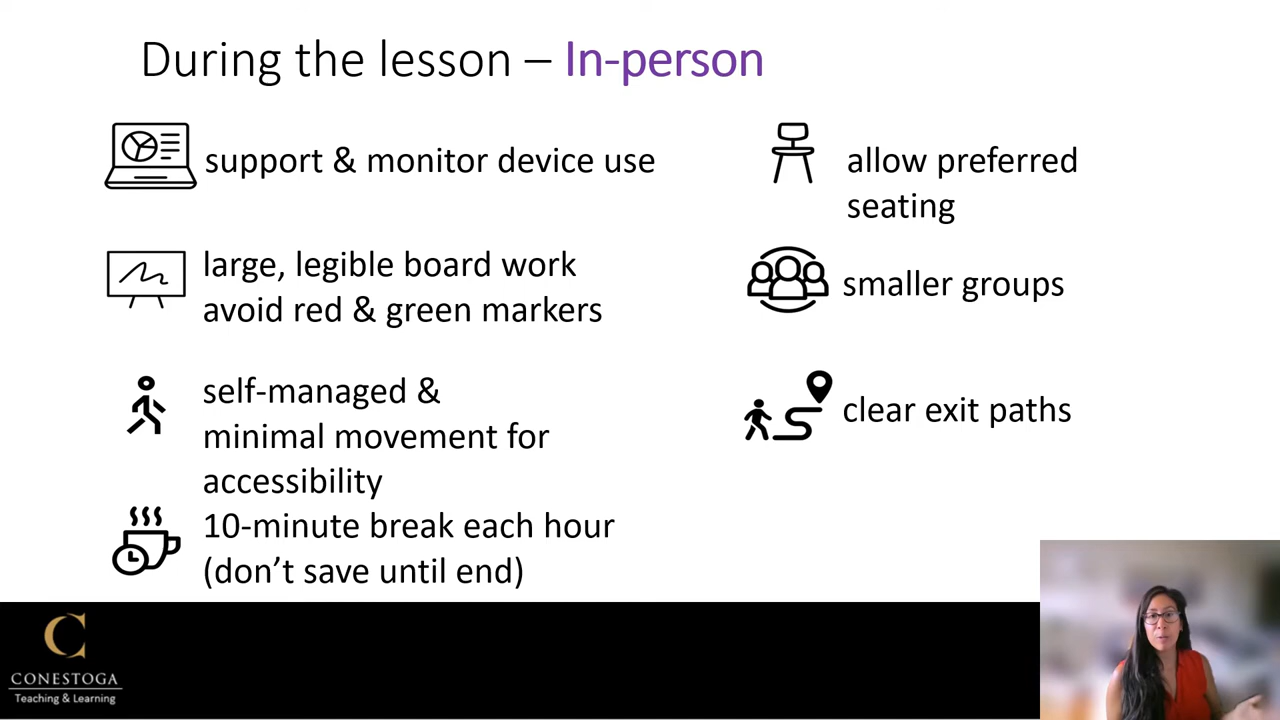 During the lesson – In-person
support & monitor device use
large, legible board work
avoid red & green markers
self-managed &
minimal movement for
accessibility
10-minute break each hour
(don’t save until end)
allow preferred
seating
smaller groups
clear exit paths
C
CONESTOGA
Teaching & Learning